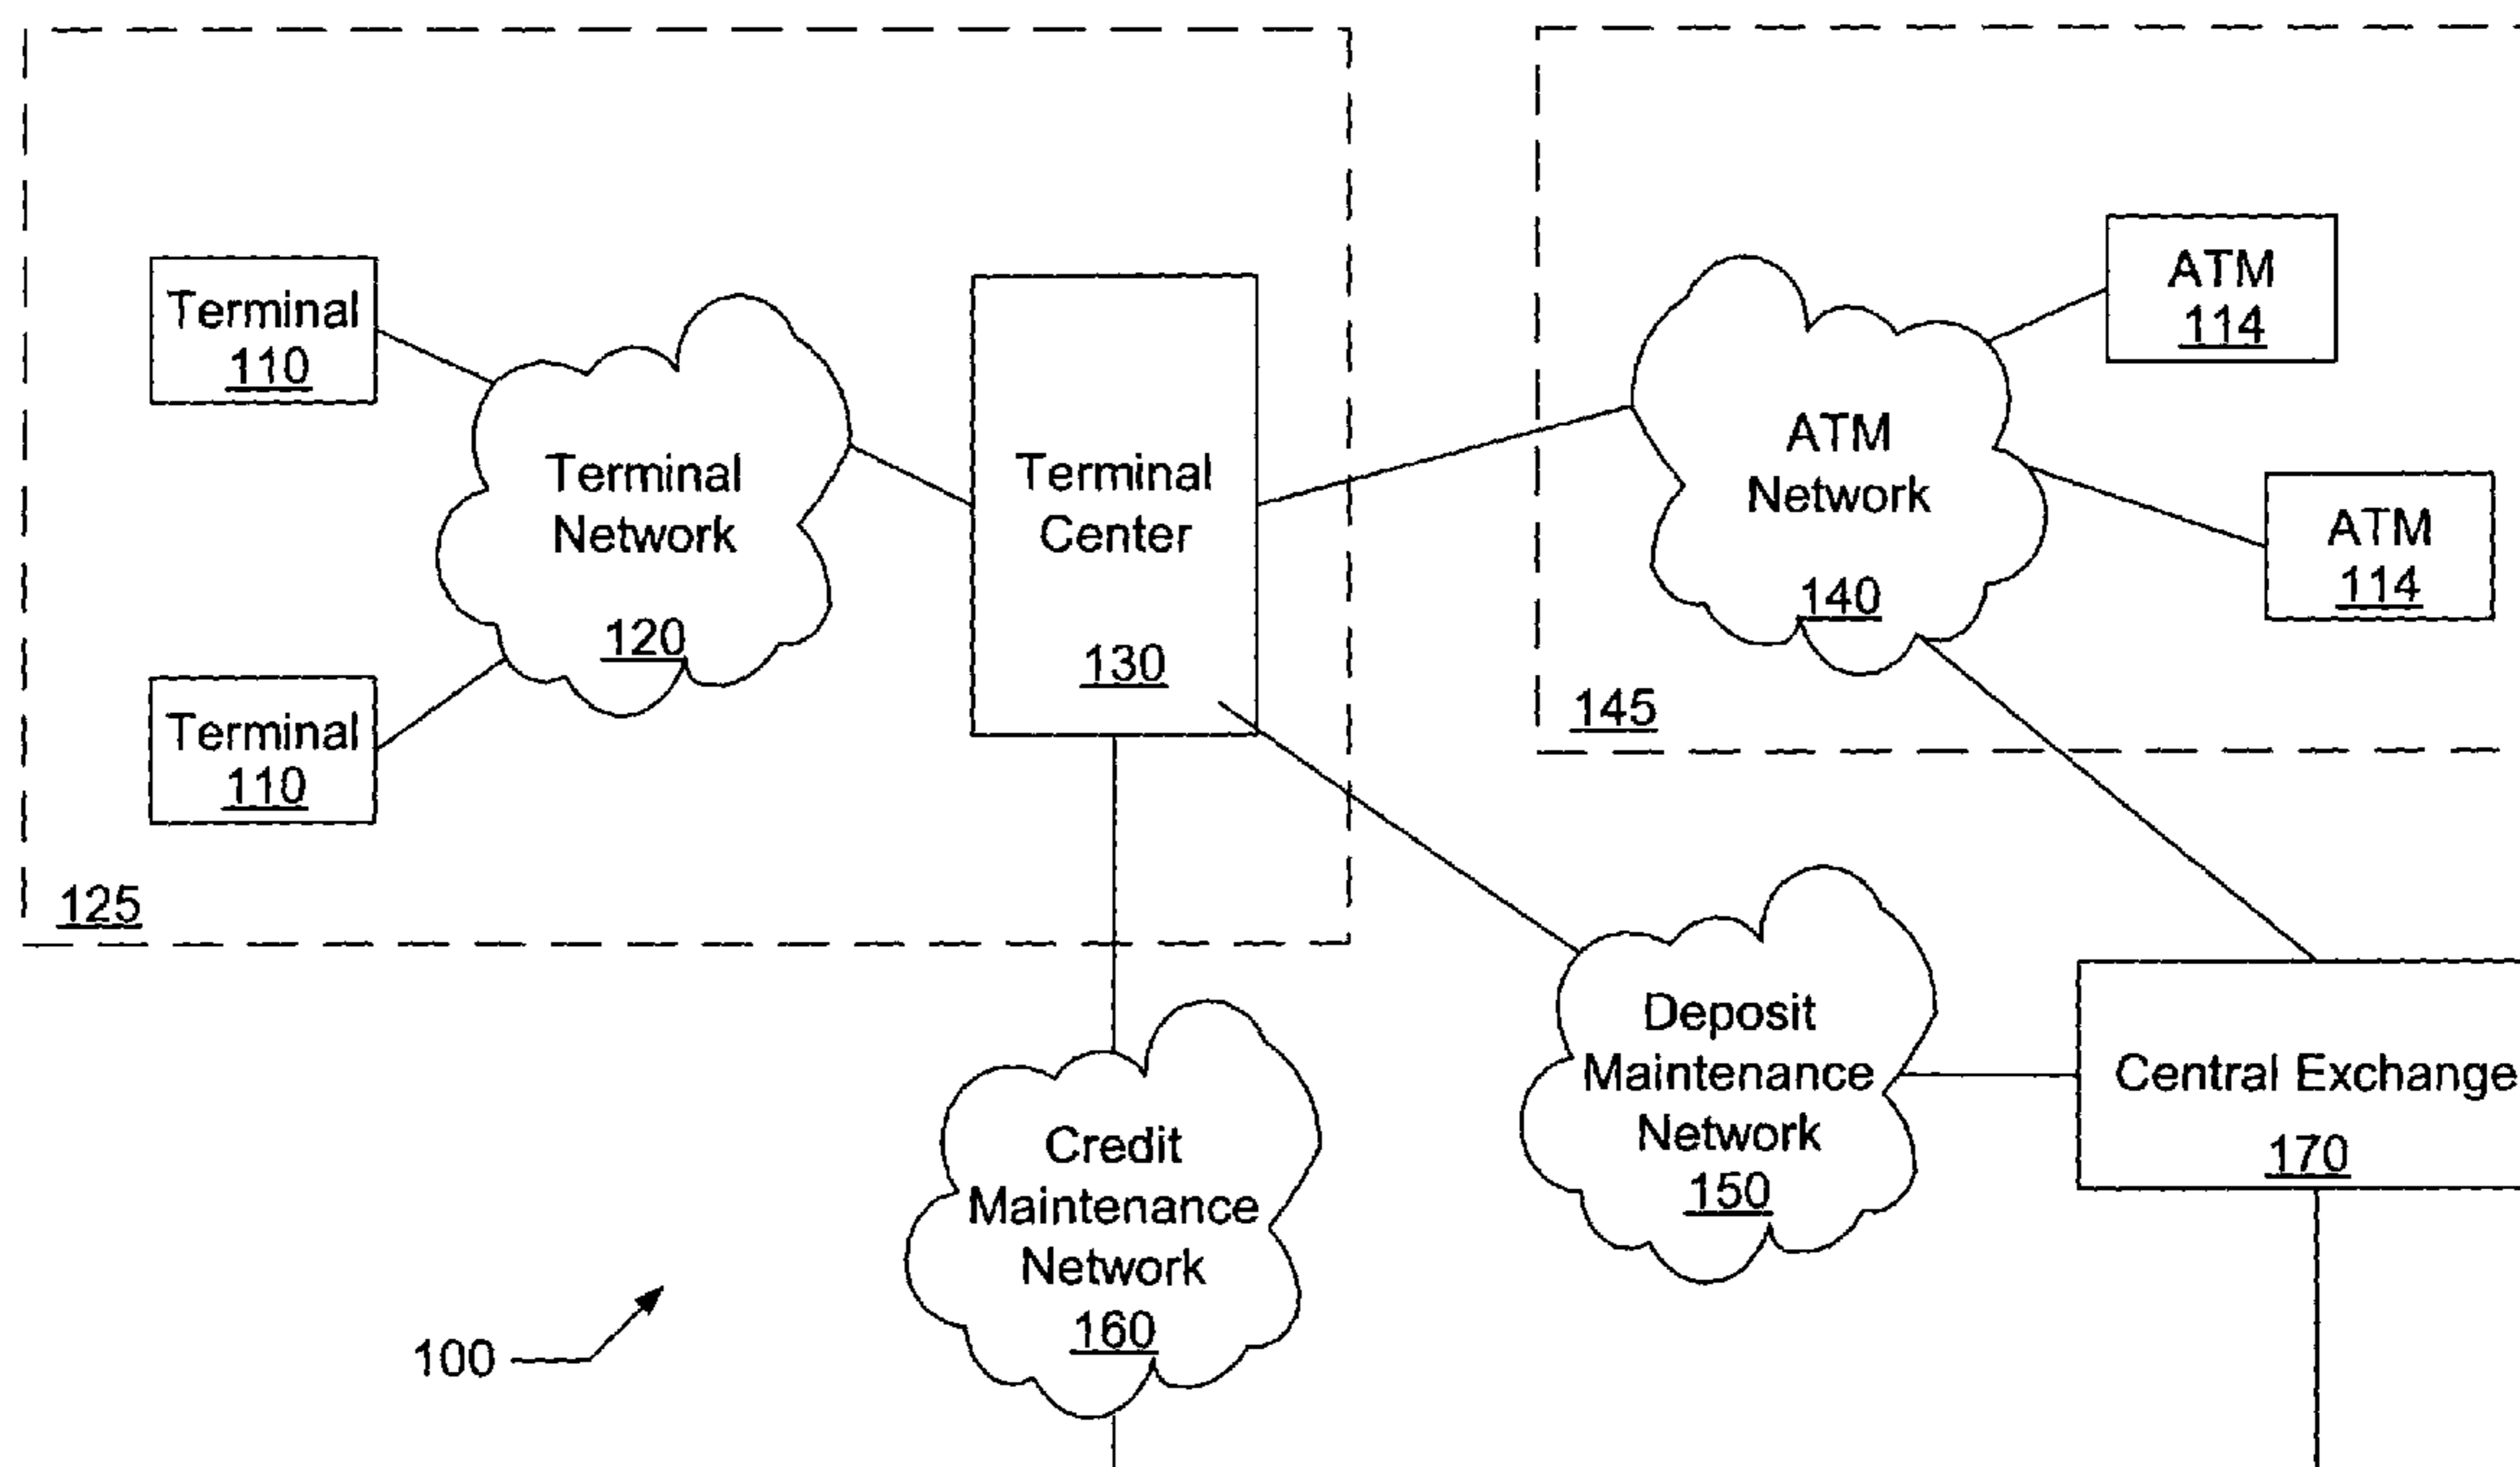 Terminal
110
Terminal
Network
120
Terminal
110
125
Terminal
Center
130
ATM
Network
140
ATM
114
ATM
114
145
Deposit
Maintenance
Network
150
Central Exchange
170
Credit
Maintenance
Network
160
100